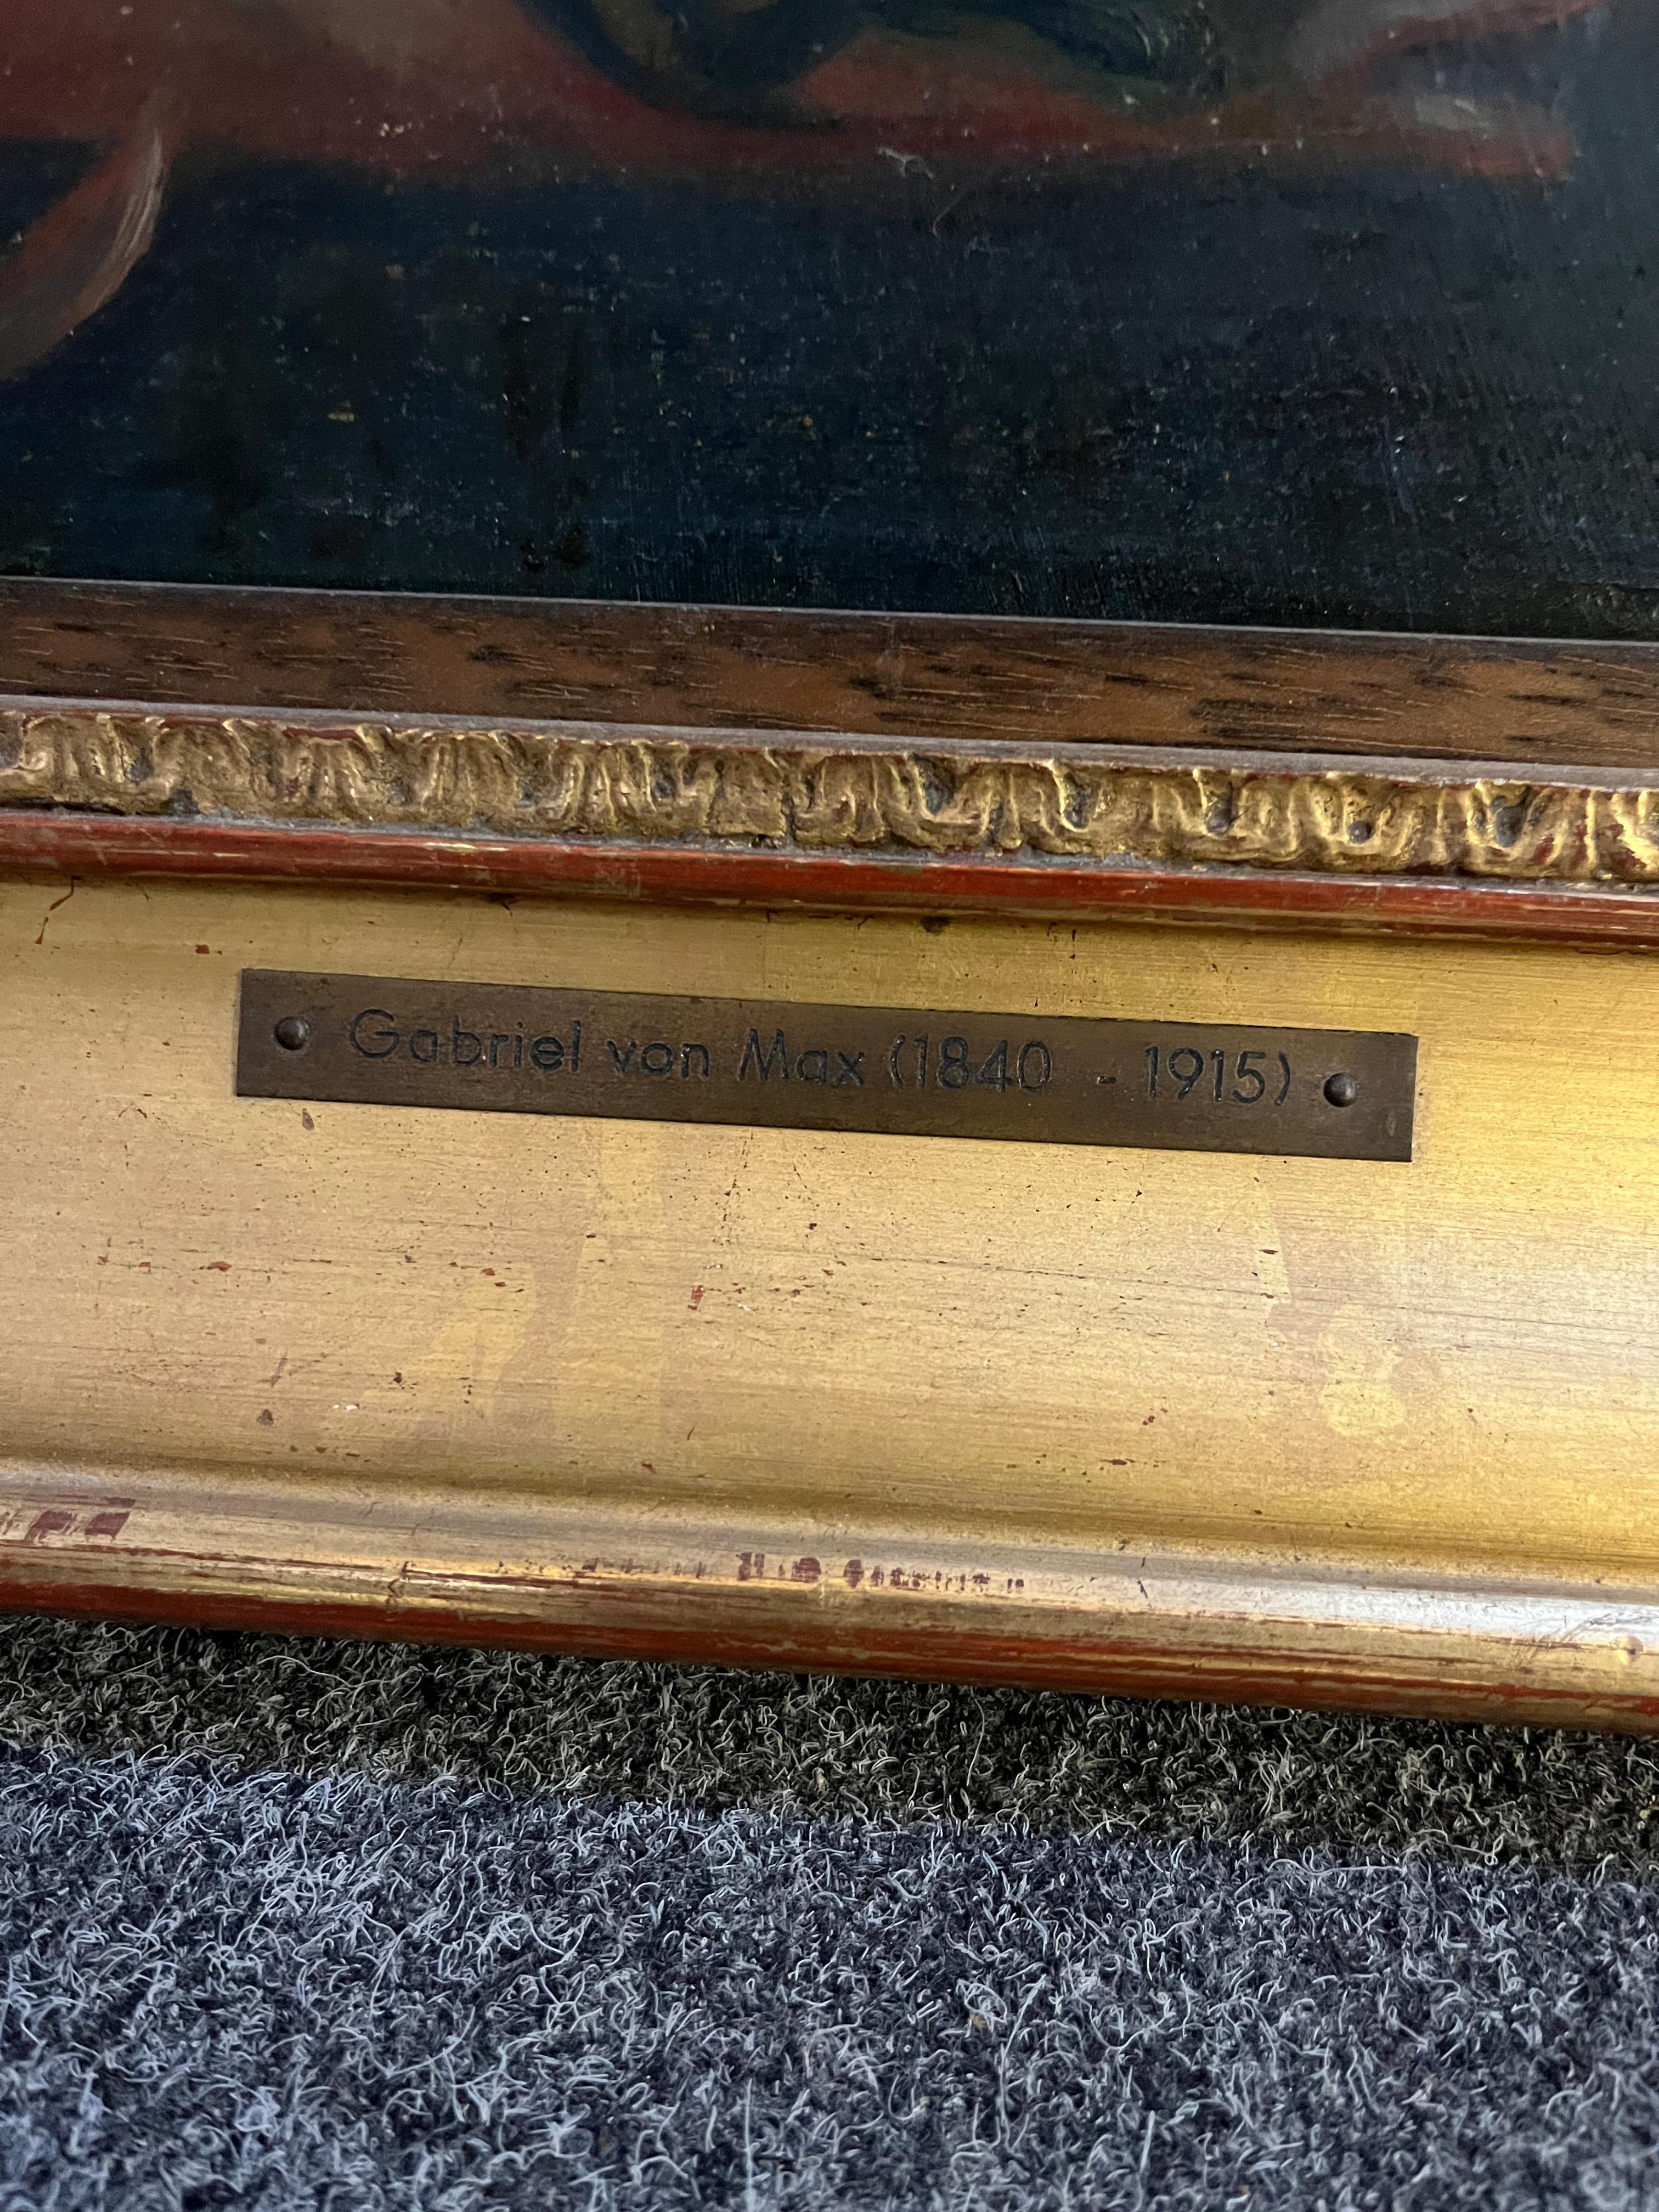 Gabriel von Max (1840 - 1915)